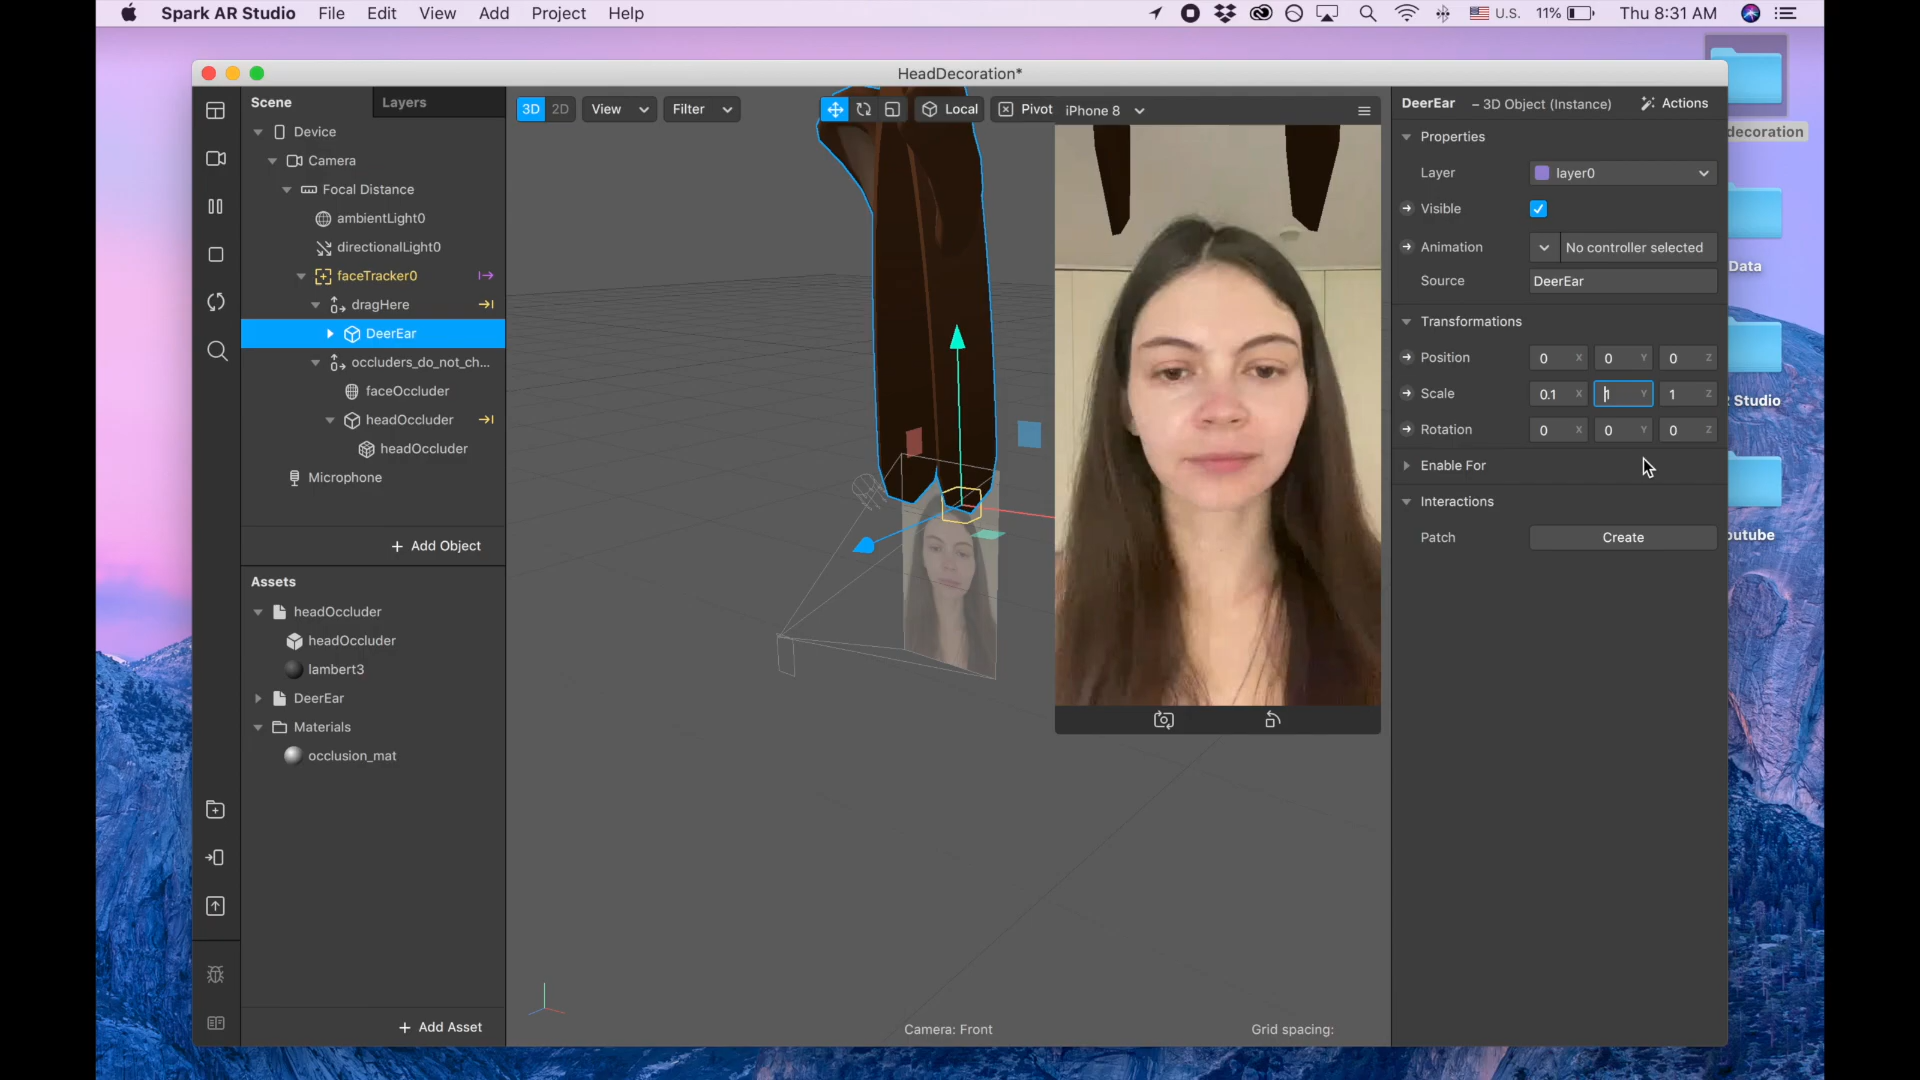 Spark AR Studio File Edit View Add Project Help U.S. 11% Thu 8:31 AM
HeadDecoration*
Scene Layers
Device
Camera
Focal Distance
ambientLight0
directionalLight0
faceTracker0
dragHere
DeerEar
occluders_do_not_ch...
faceOccluder
headOccluder
headOccluder
Microphone
+ Add Object
Assets
headOccluder
headOccluder
lambert3
DeerEar
Materials
occlusion_mat
+ Add Asset
3D 2D View Filter Local Pivot
iPhone 8
Camera: Front Grid spacing:
DeerEar – 3D Object (Instance) Actions
Properties
Layer layer0
Visible
Animation No controller selected
Source DeerEar
Transformations
Position 0 X 0 Y 0 Z
Scale 0.1 X 1 Y 1 Z
Rotation 0 X 0 Y 0 Z
Enable For
Interactions
Patch Create
decoration
Data
Studio
outube